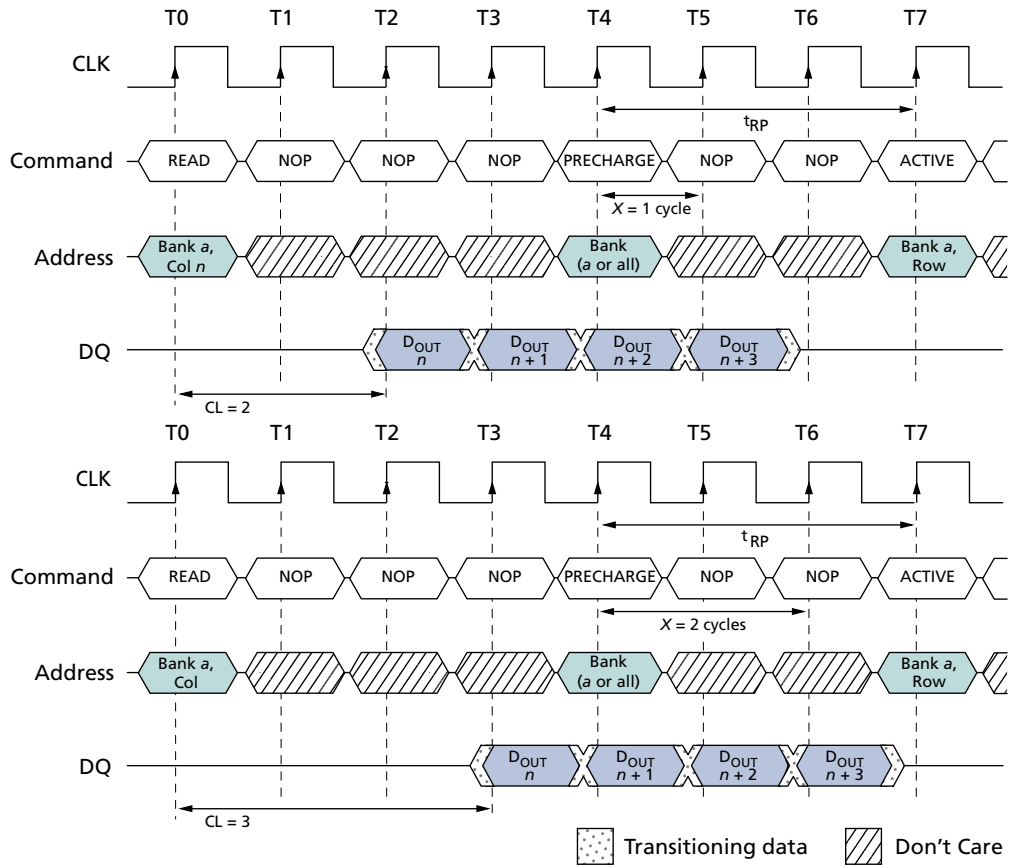 T0 T1 T2 T3 T4 T5 T6 T7
CLK
tRP
Command READ NOP NOP NOP PRECHARGE NOP NOP ACTIVE
X = 1 cycle
Address Bank a, Bank Bank a,
Col n (a or all) Row
DQ DOUT DOUT DOUT DOUT
n n + 1 n + 2 n + 3
CL = 2
T0 T1 T2 T3 T4 T5 T6 T7
CLK
tRP
Command READ NOP NOP NOP PRECHARGE NOP NOP ACTIVE
X = 2 cycles
Address Bank a, Bank Bank a,
Col (a or all) Row
DQ DOUT DOUT DOUT DOUT
n n + 1 n + 2 n + 3
CL = 3
Transitioning data Don't Care